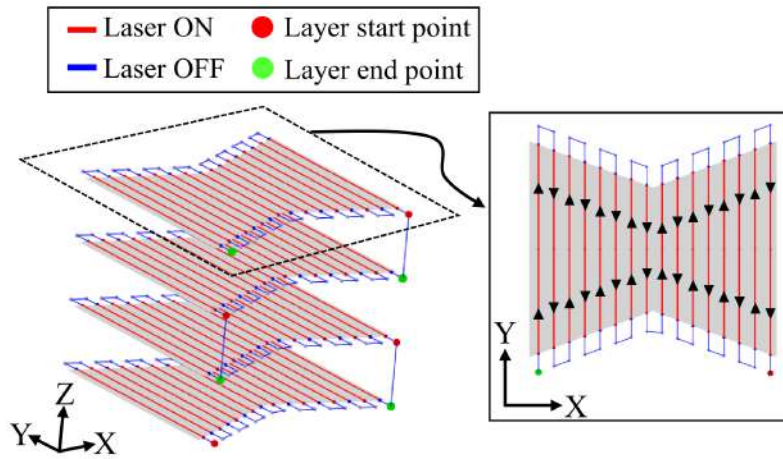 Laser ON
Layer start point
Laser OFF
Layer end point
Z
Y
X
Y
X